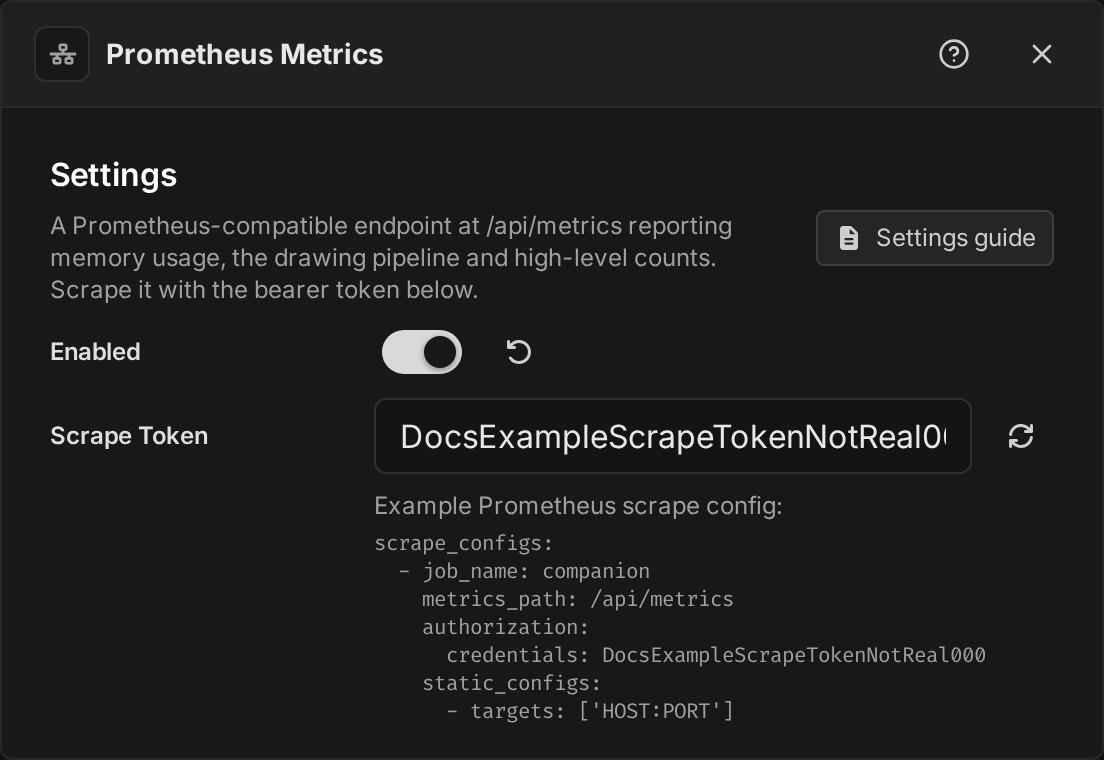 Prometheus Metrics
Settings
A Prometheus-compatible endpoint at /api/metrics reporting
memory usage, the drawing pipeline and high-level counts.
Scrape it with the bearer token below.
Settings guide
Enabled
Scrape Token
DocsExampleScrapeTokenNotReal0
Example Prometheus scrape config:
scrape_configs:
  - job_name: companion
    metrics_path: /api/metrics
    authorization:
      credentials: DocsExampleScrapeTokenNotReal000
    static_configs:
      - targets: ['HOST:PORT']